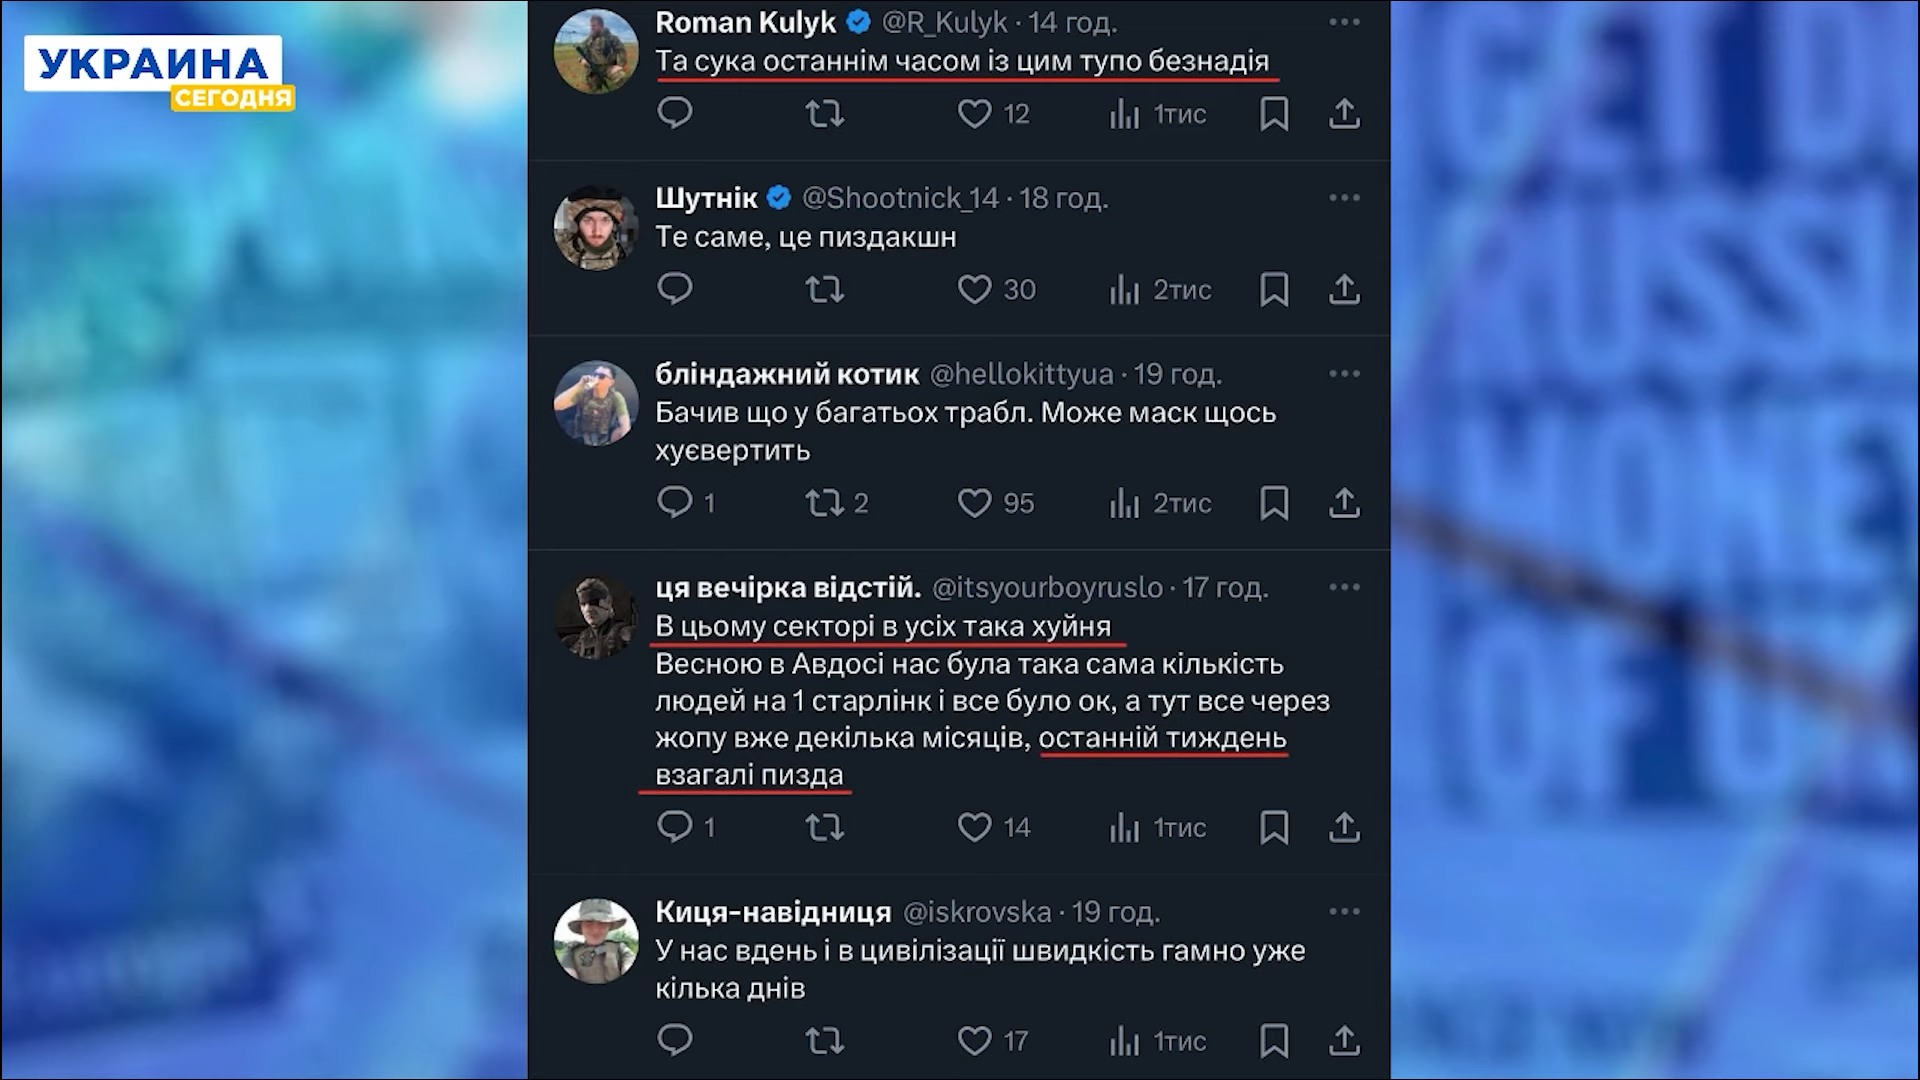 УКРАИНА
СЕГОДНЯ
Roman Kulyk @R_Kulyk · 14 год.
Та сука останнім часом із цим тупо безнадія
12 1тис
Шутнік @Shootnick_14 · 18 год.
Те саме, це пиздакшн
30 2тис
бліндажний котик @hellokittyua · 19 год.
Бачив що у багатьох трабл. Може маск щось
хуєвертить
1 2 95 2тис
ця вечірка відстій. @itsyourboyruslo · 17 год.
В цьому секторі в усіх така хуйня
Весною в Авдосі нас була така сама кількість
людей на 1 старлінк і все було ок, а тут все через
жопу вже декілька місяців, останній тиждень
взагалі пизда
1 14 1тис
Киця-навідниця @iskrovska · 19 год.
У нас вдень і в цивілізації швидкість гамно уже
кілька днів
17 1тис